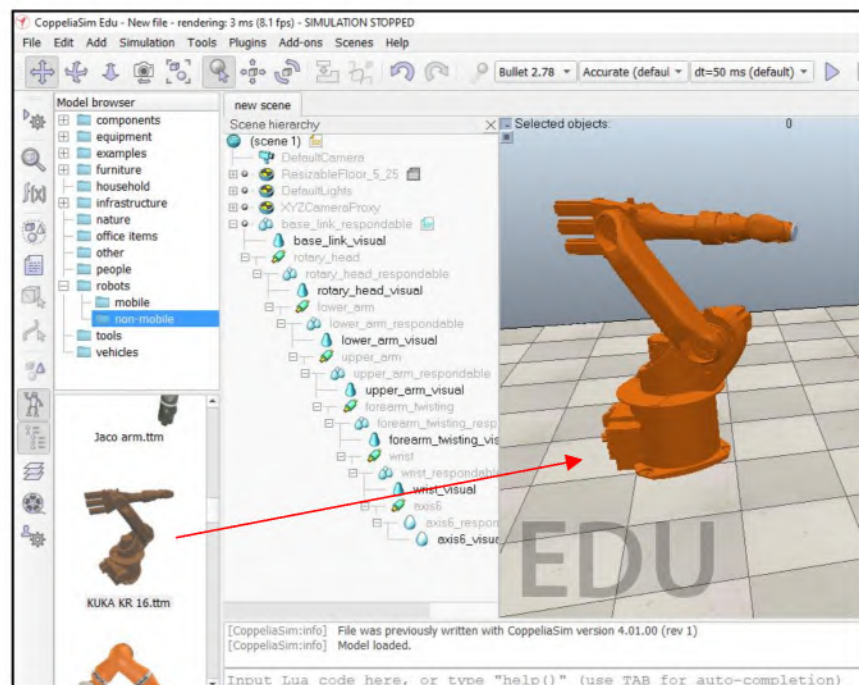 CoppeliaSim Edu - New file - rendering: 3 ms (8.1 fps) - SIMULATION STOPPED
File Edit Add Simulation Tools Plugins Add-ons Scenes Help
Bullet 2.78 Accurate (defaul dt=50 ms (default)
f(x)
Model browser
components
equipment
examples
furniture
household
infrastructure
nature
office items
other
people
robots
mobile
non-mobile
tools
vehicles
Jaco arm.ttm
KUKA KR 16.ttm
new scene
Scene hierarchy
(scene 1)
DefaultCamera
ResizableFloor_5_25
DefaultLights
XYZCameraProxy
base_link_respondable
base_link_visual
rotary_head
rotary_head_respondable
rotary_head_visual
lower_arm
lower_arm_respondable
lower_arm_visual
upper_arm
upper_arm_respondable
upper_arm_visual
forearm_twisting
forearm_twisting_resp
forearm_twisting_vis
wrist
wrist_respondable
wrist_visual
axis6
axis6_respon
axis6_visua
Selected objects: 0
EDU
[CoppeliaSim:info] File was previously written with CoppeliaSim version 4.01.00 (rev 1)
[CoppeliaSim:info] Model loaded.
Input Lua code here, or type "help()" (use TAB for auto-completion)